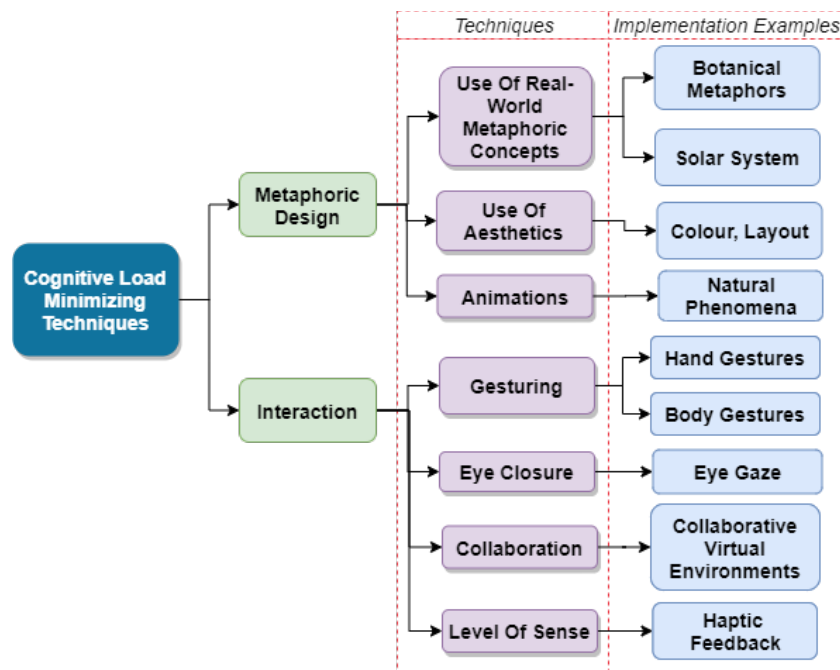 Techniques
Implementation Examples
Cognitive Load
Minimizing
Techniques
Metaphoric
Design
Use Of Real-
World
Metaphoric
Concepts
Botanical
Metaphors
Solar System
Use Of
Aesthetics
Colour, Layout
Animations
Natural
Phenomena
Interaction
Gesturing
Hand Gestures
Body Gestures
Eye Closure
Eye Gaze
Collaboration
Collaborative
Virtual
Environments
Level Of Sense
Haptic
Feedback